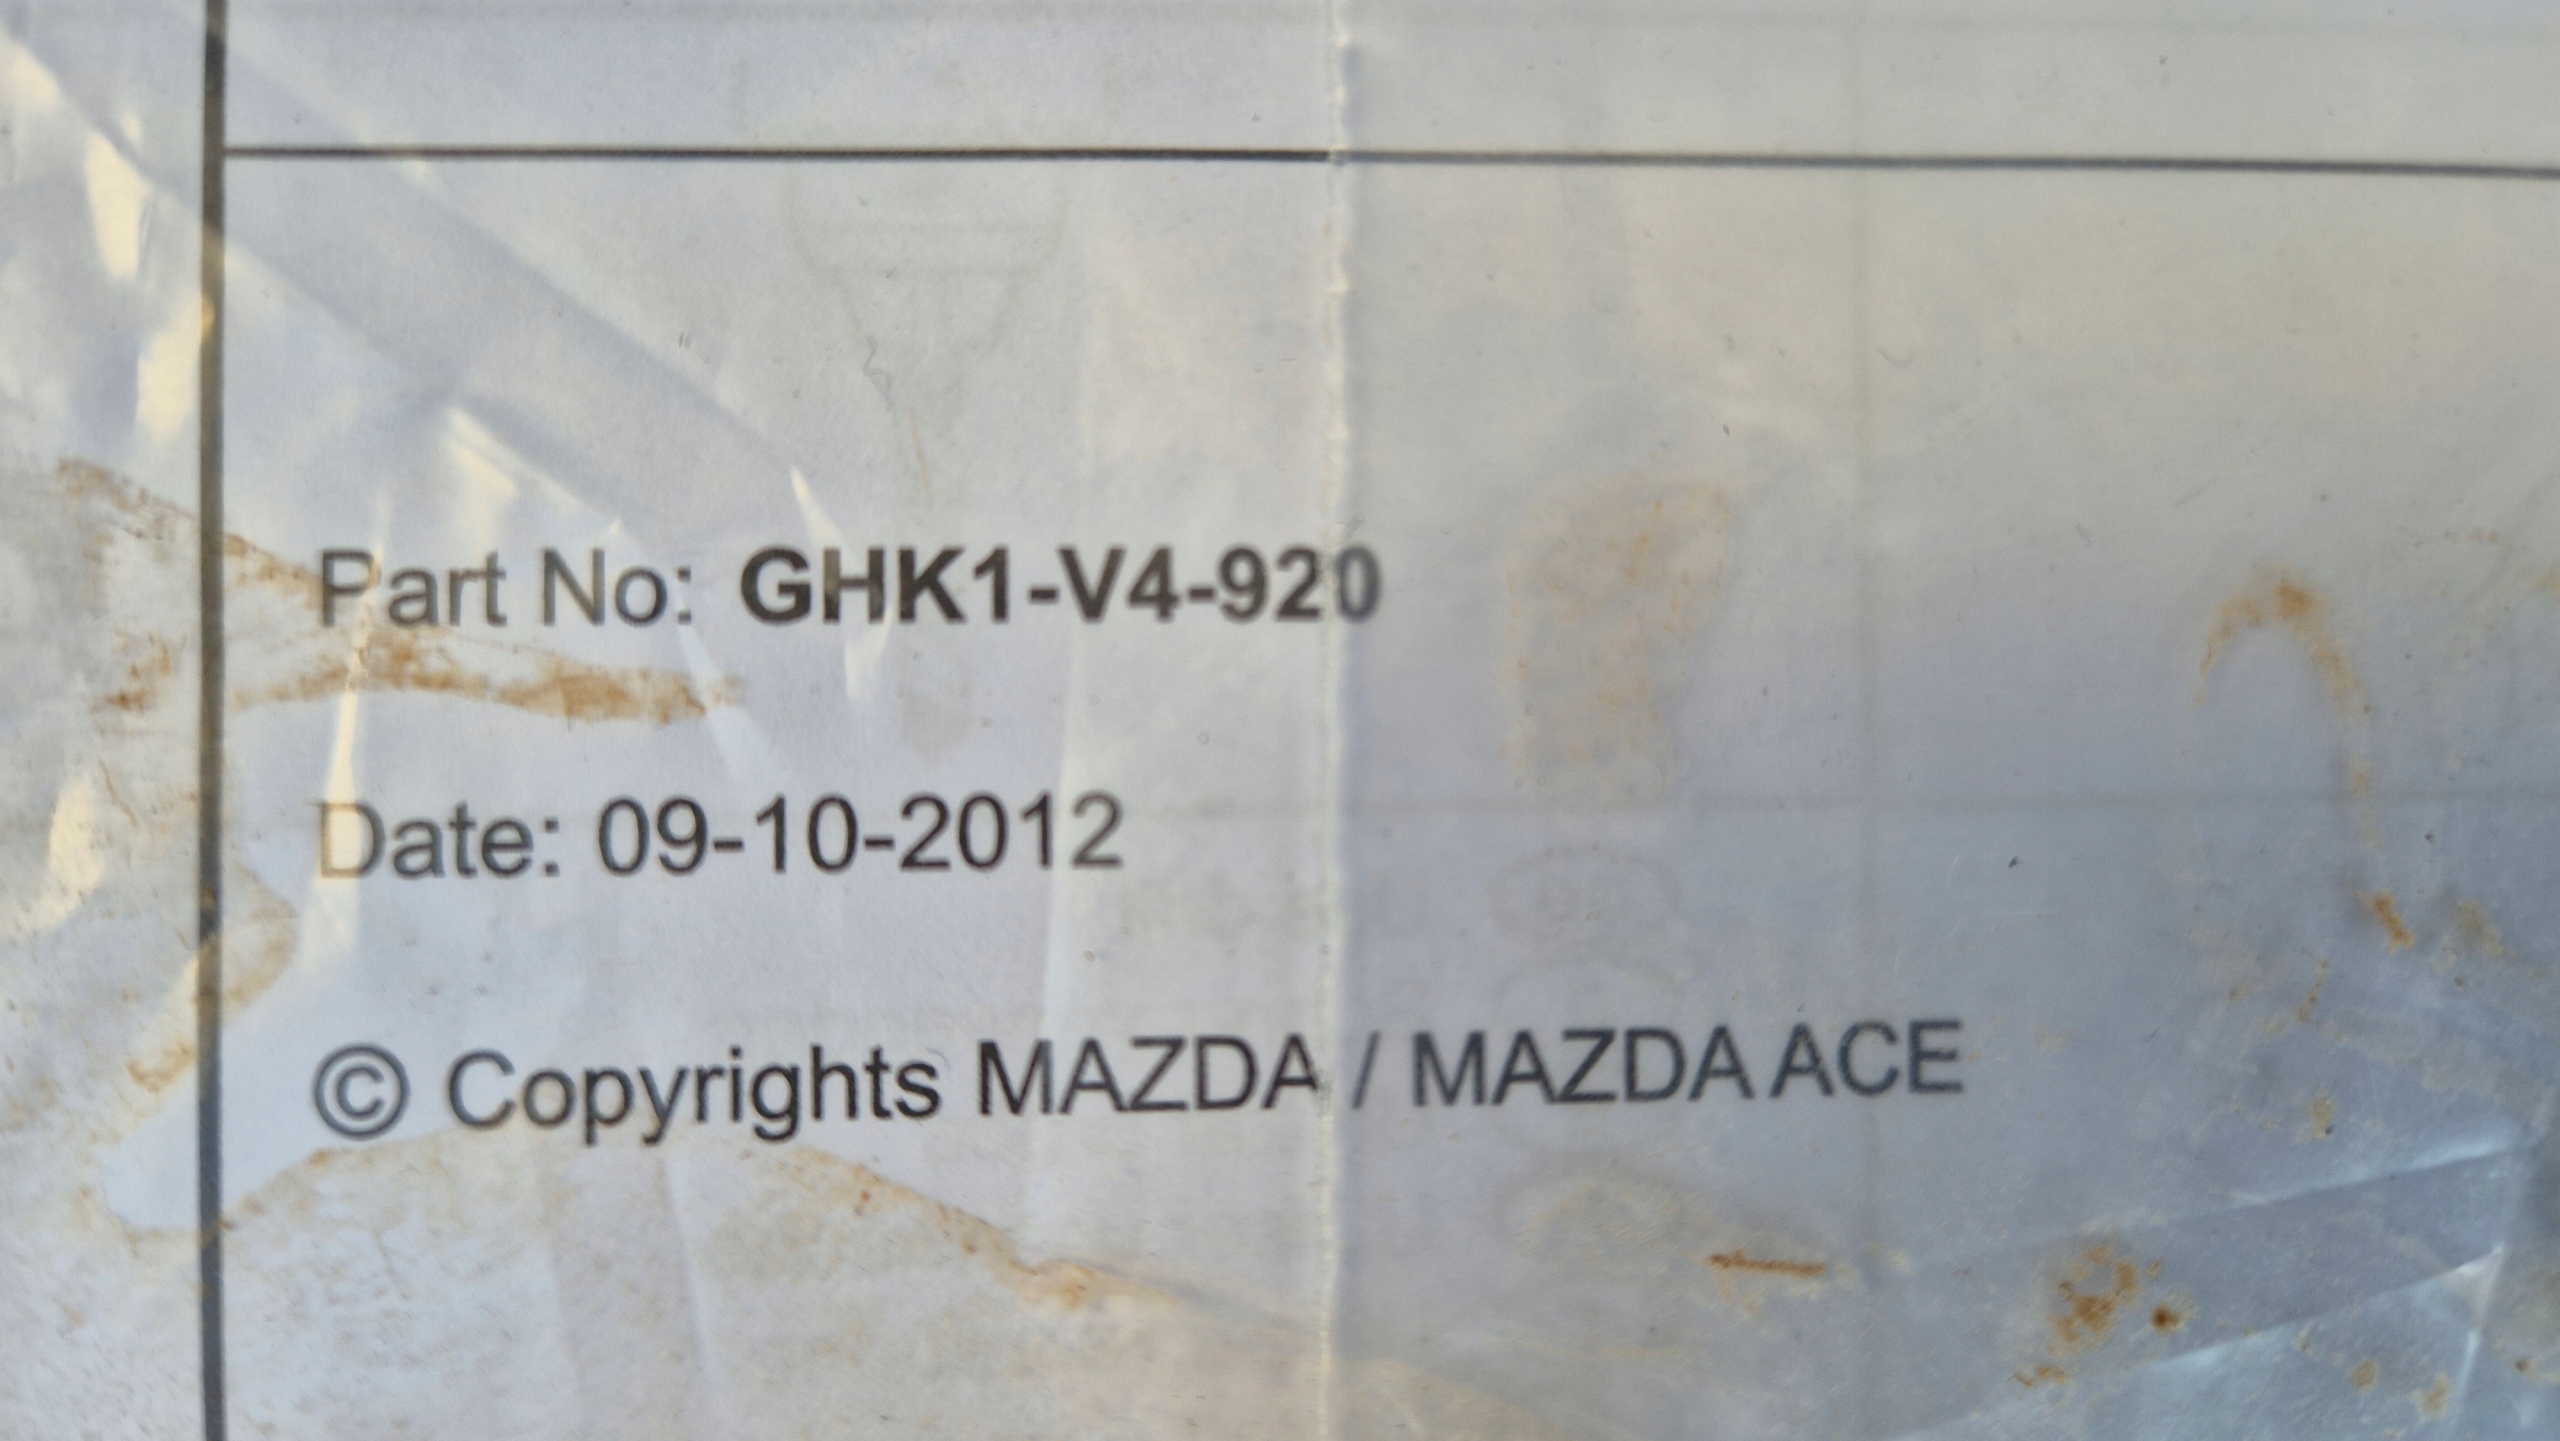 Part No: GHK1-V4-920
Date: 09-10-2012
© Copyrights MAZDA / MAZDA ACE